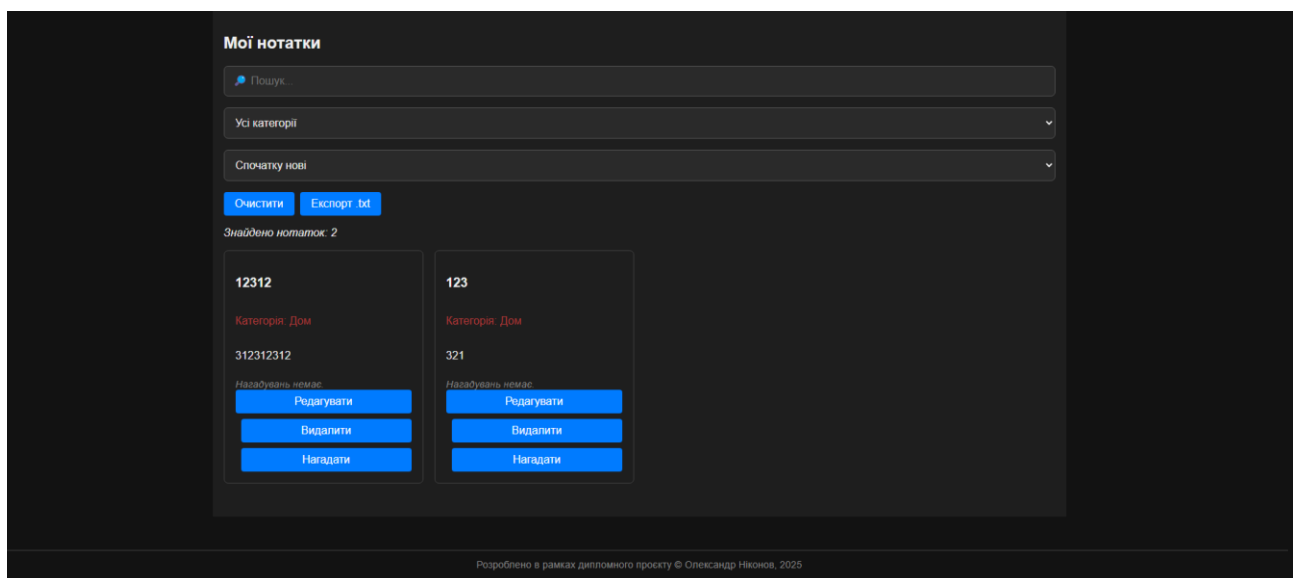 Мої нотатки
🔎 Пошук...
Усі категорії
Спочатку нові
Очистити Експорт .txt
Знайдено нотаток: 2
12312
Категорія: Дом
312312312
Нагадувань немає.
Редагувати
Видалити
Нагадати
123
Категорія: Дом
321
Нагадувань немає.
Редагувати
Видалити
Нагадати
Розроблено в рамках дипломного проєкту © Олександр Ніконов, 2025